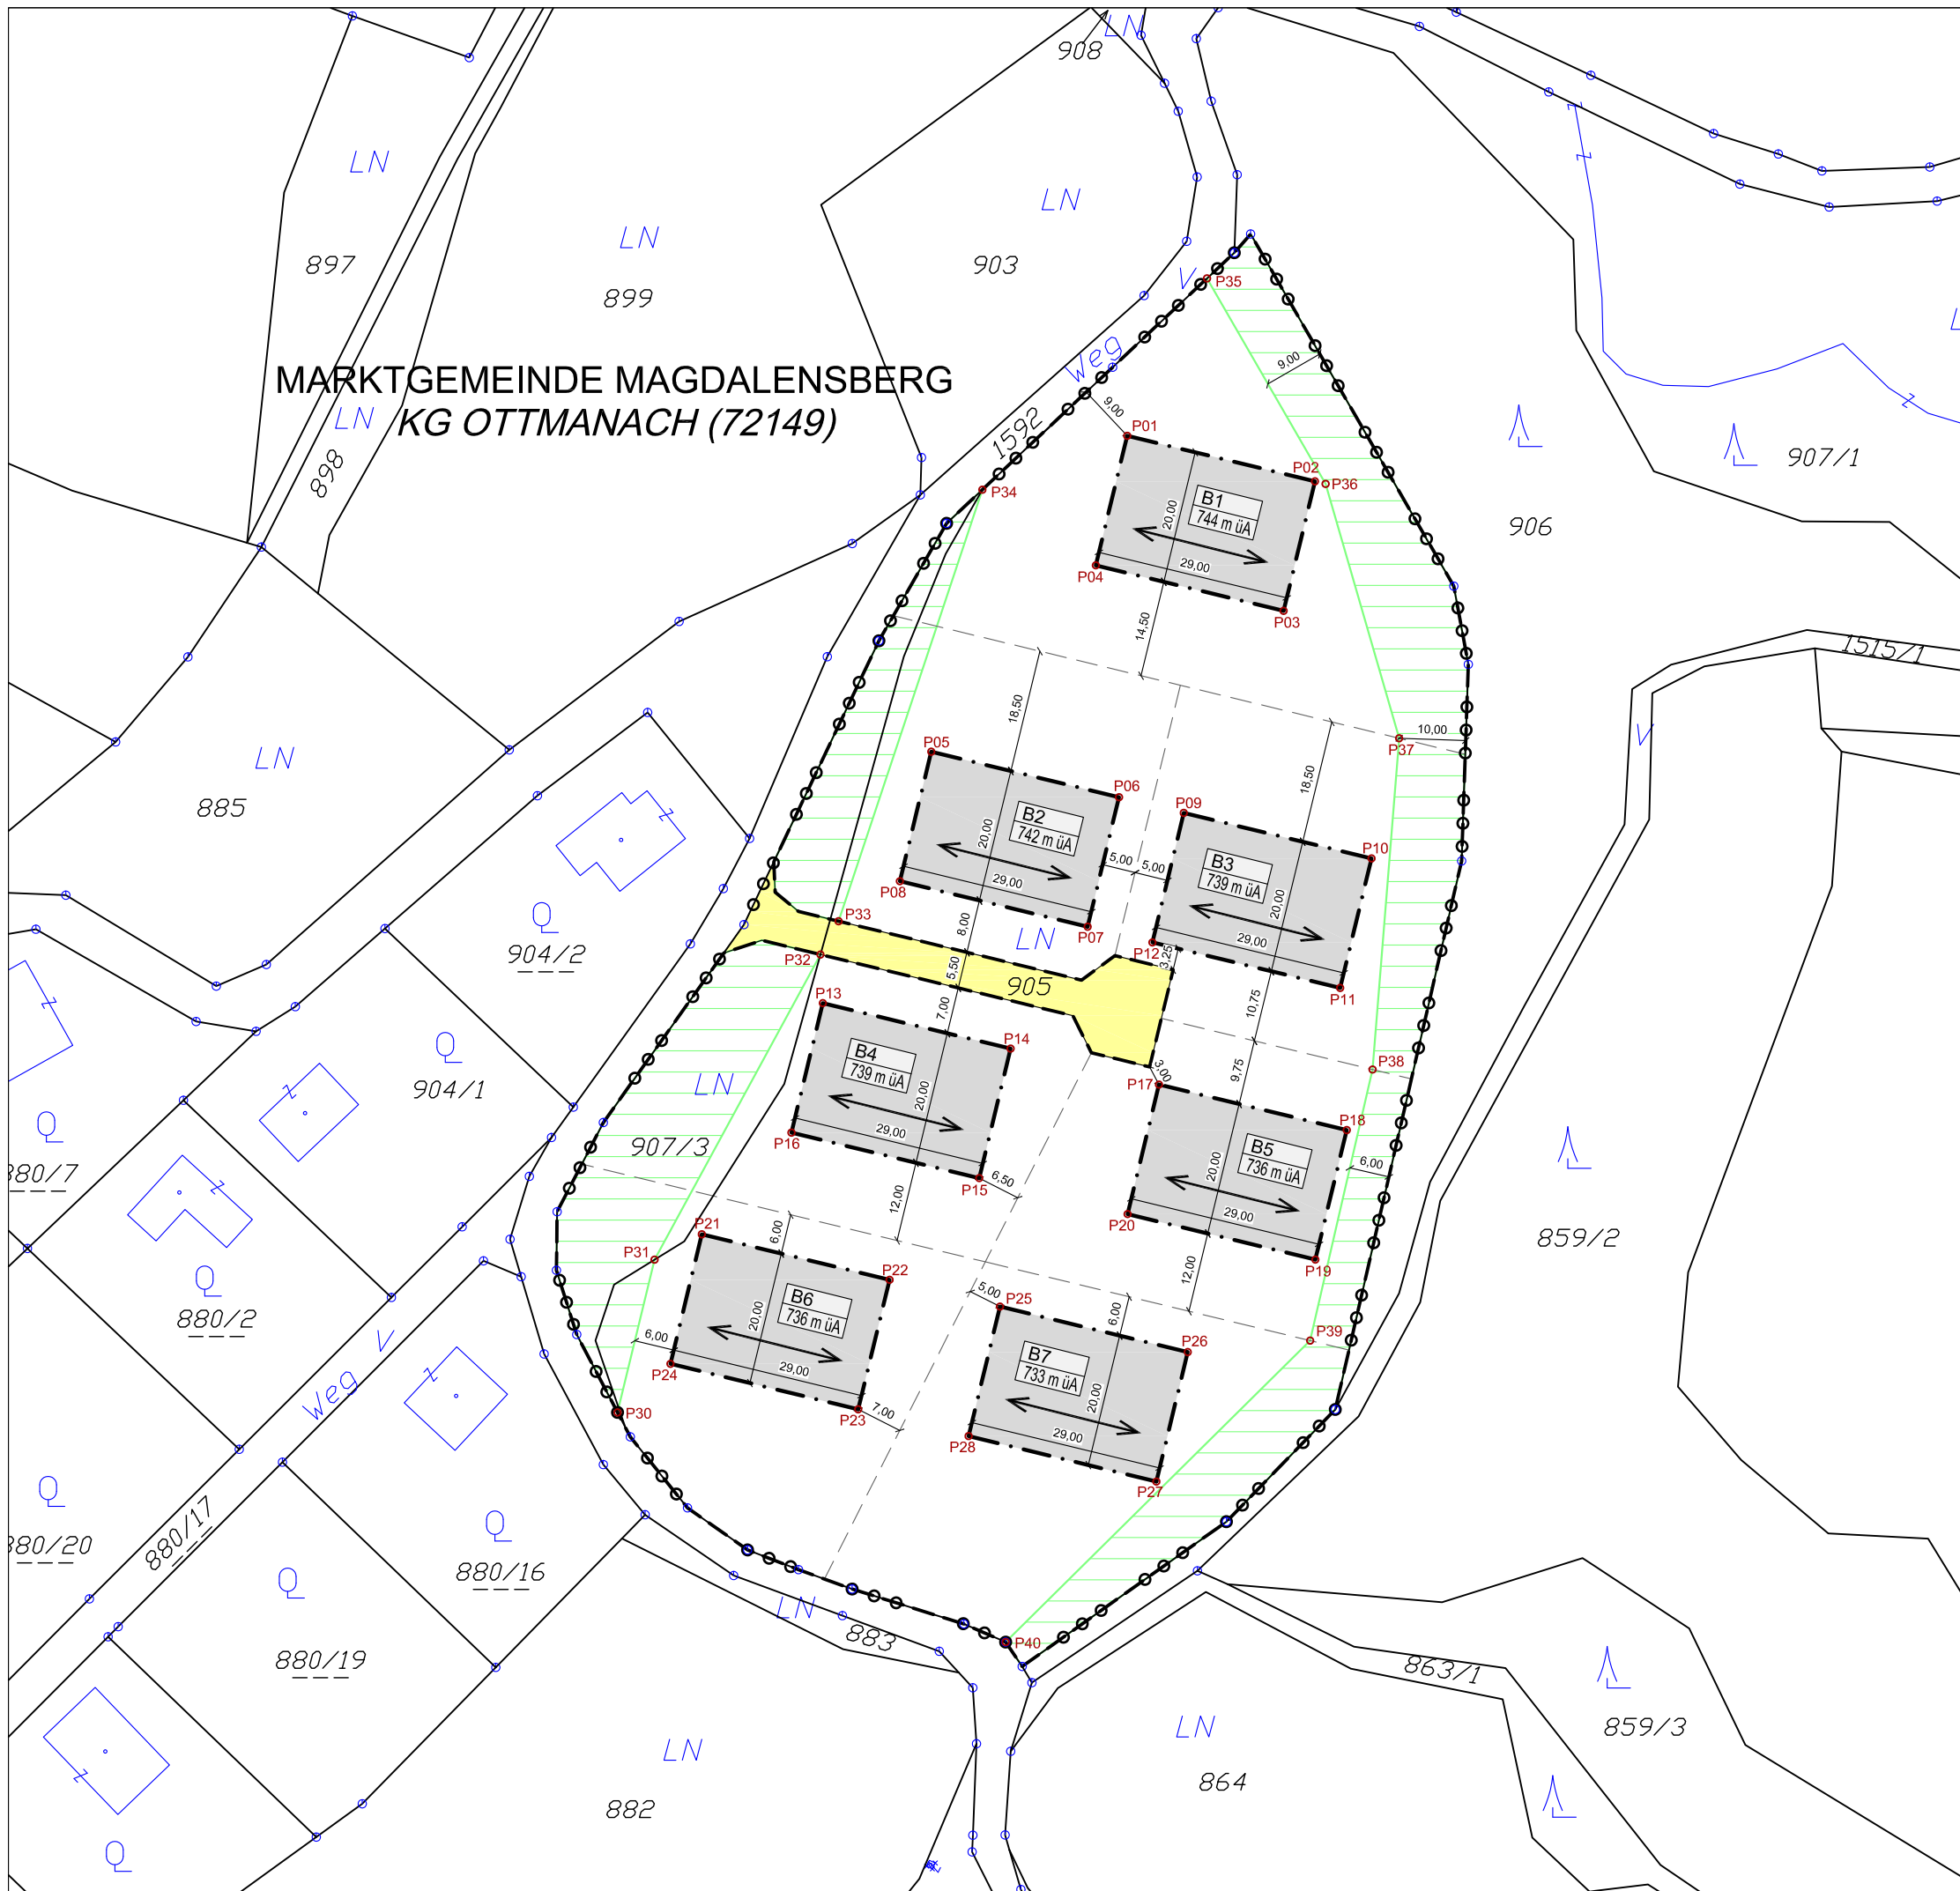 LN
908
LN
LN
LN
897
903
899
V
P35
Weg
9,00
MARKTGEMEINDE MAGDALENSBERG
KG OTTMANACH (72149)
LN
898
1592
9,00
P01
P02
P36
P34
907/1
906
B1
744 m üA
20,00
29,00
P04
P03
14,50
1515/1
18,50
18,50
10,00
P37
V
LN
885
P05
P06
P09
P10
B2
742 m üA
20,00
29,00
5,00
5,00
B3
739 m üA
20,00
29,00
P08
P07
P12
P11
Q
904/2
P33
P32
8,00
LN
3,25
5,50
905
7,00
10,75
P13
P14
B4
739 m üA
20,00
29,00
P16
P15
6,50
12,00
9,75
3,00
P17
P18
P38
B5
736 m üA
20,00
29,00
6,00
P20
P19
12,00
Q
904/1
LN
907/3
Q
880/7
Q
880/2
859/2
P31
P21
P22
6,00
B6
736 m üA
20,00
29,00
6,00
P24
P23
7,00
P30
5,00
P25
P26
6,00
B7
733 m üA
20,00
29,00
P28
P27
P39
Weg V
Q
880/20
880/17
Q
880/16
Q
880/19
LN
883
P40
863/1
859/3
LN
882
LN
864
Q